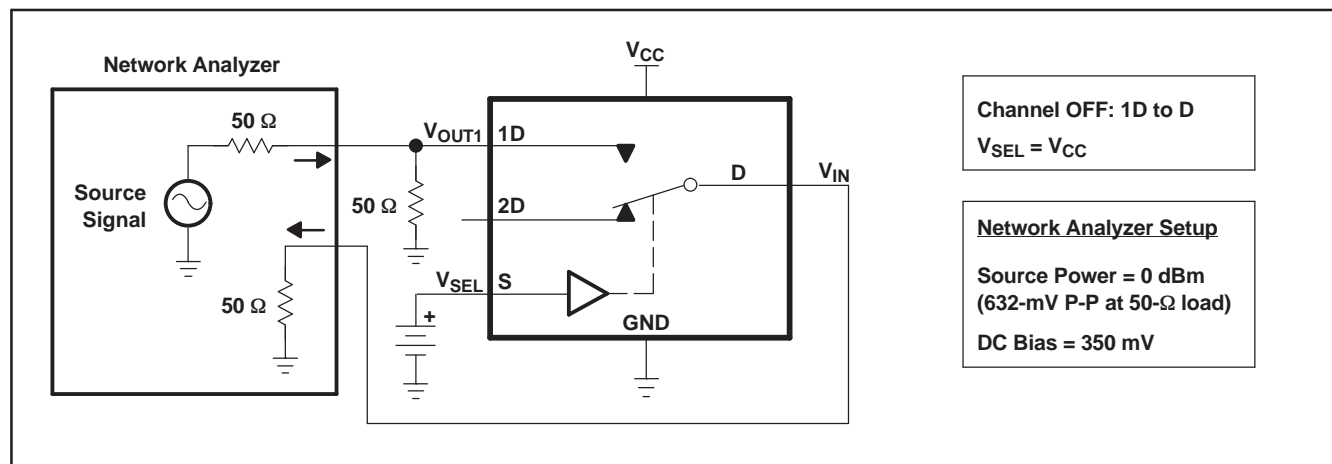 Network Analyzer
50 Ω
Source
Signal
50 Ω
V_OUT1
50 Ω
V_CC
1D
2D
D
V_IN
V_SEL
S
+
GND
Channel OFF: 1D to D
V_SEL = V_CC
Network Analyzer Setup
Source Power = 0 dBm
(632-mV P-P at 50-Ω load)
DC Bias = 350 mV